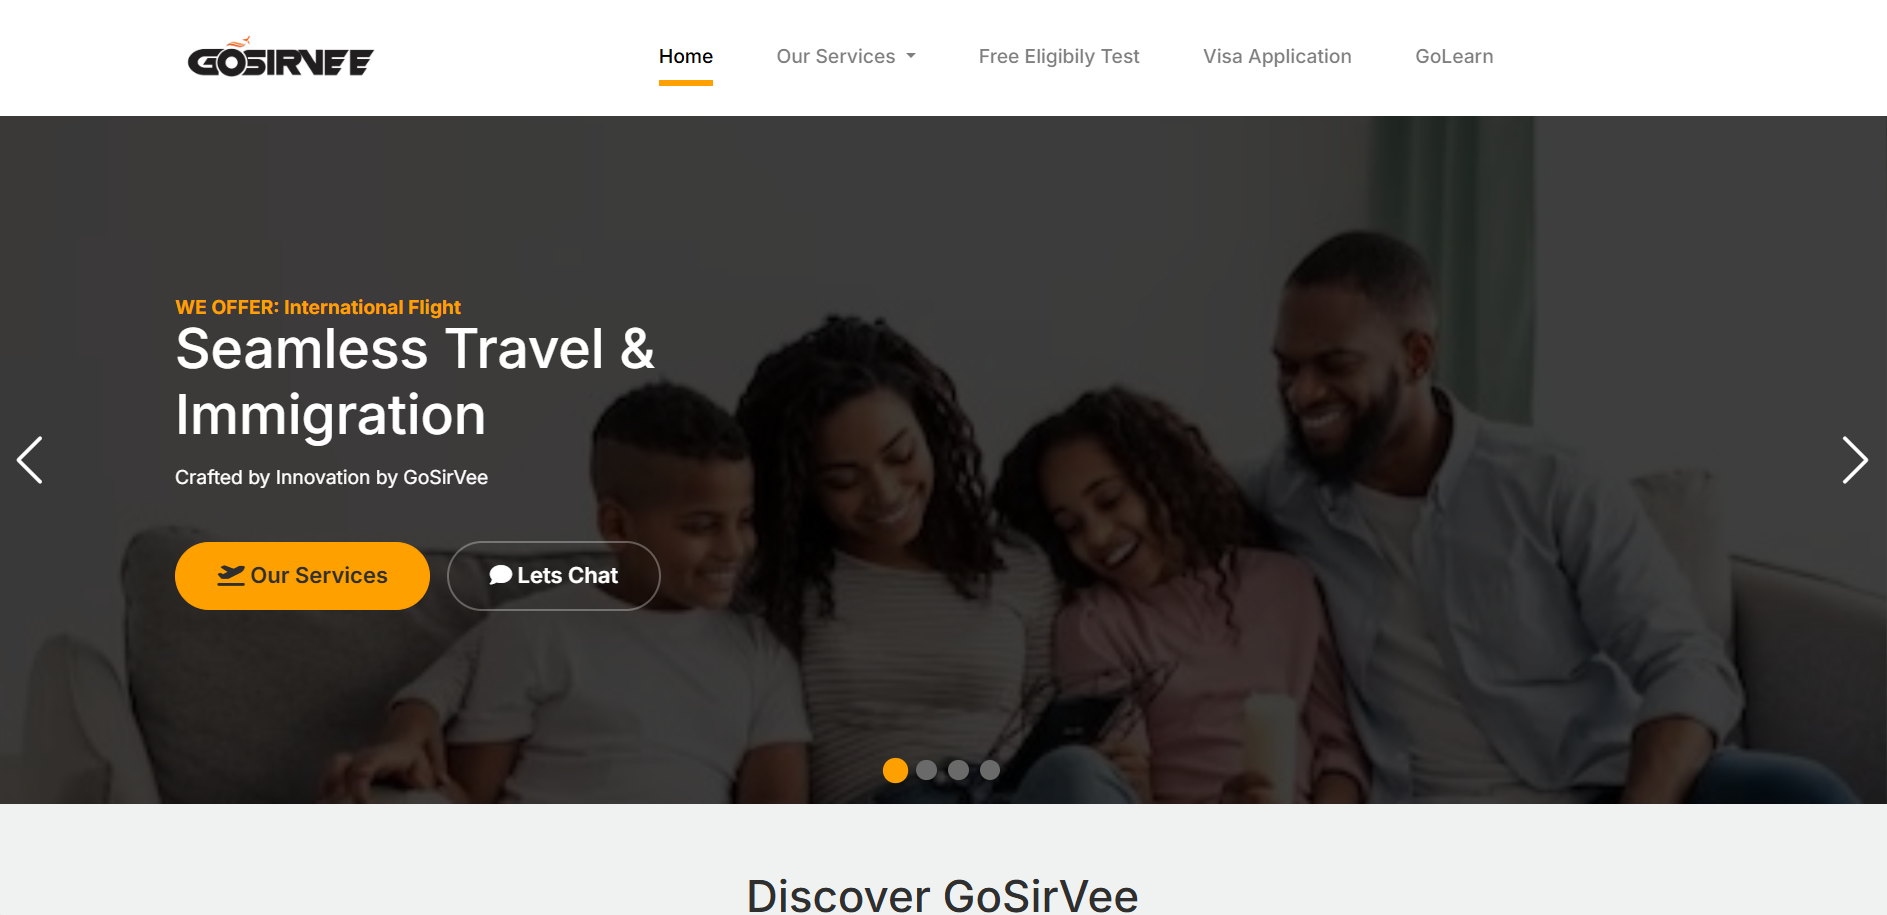 GOSIRVEE
Home
Our Services
Free Eligibily Test
Visa Application
GoLearn
WE OFFER: International Flight
Seamless Travel &
Immigration
Crafted by Innovation by GoSirVee
Our Services
Lets Chat
Discover GoSirVee